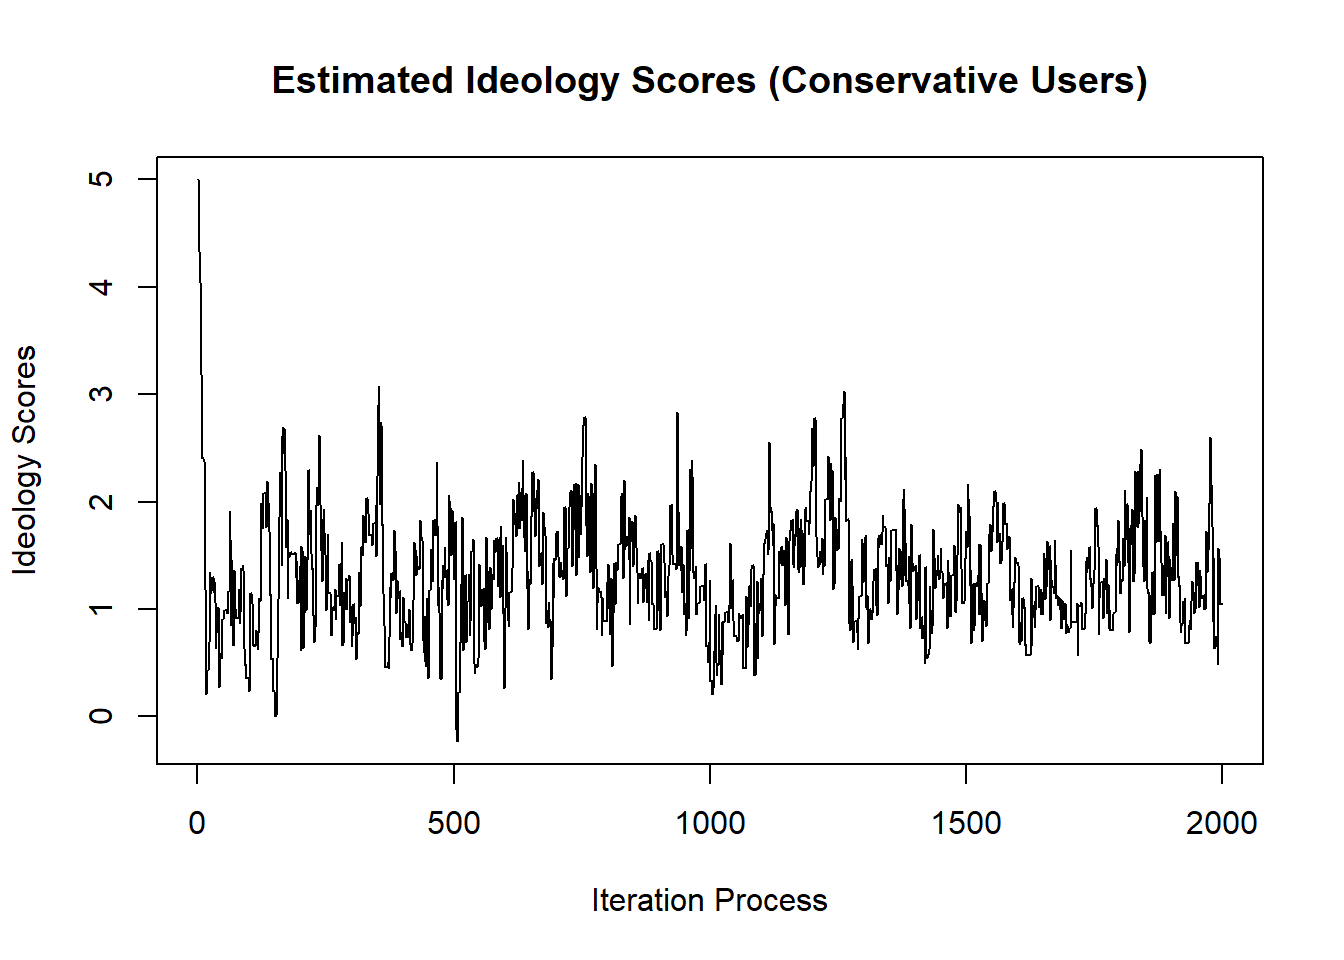 Estimated Ideology Scores (Conservative Users)
5
4
3
2
1
0
Ideology Scores
0 500 1000 1500 2000
Iteration Process